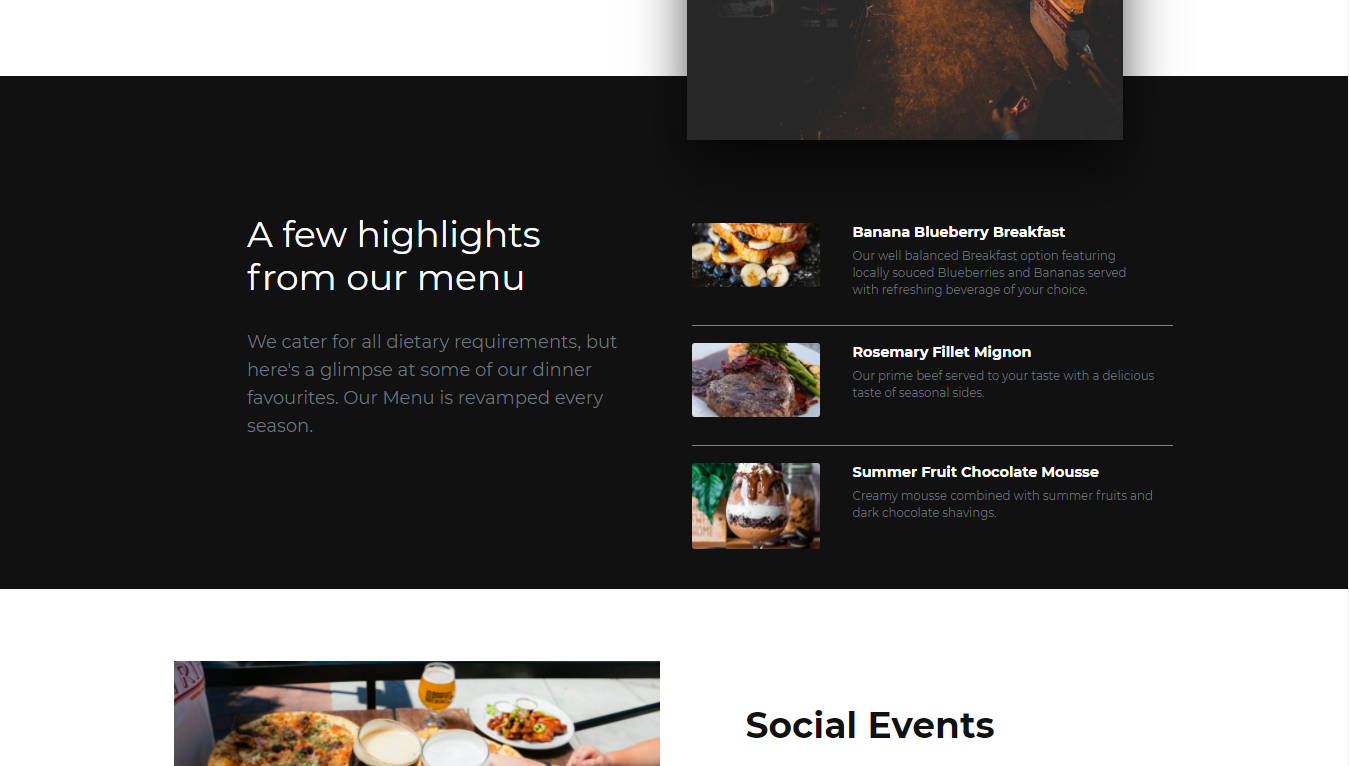 A few highlights
from our menu
We cater for all dietary requirements, but
here's a glimpse at some of our dinner
favourites. Our Menu is revamped every
season.
Banana Blueberry Breakfast
Our well balanced Breakfast option featuring
locally souced Blueberries and Bananas served
with refreshing beverage of your choice.
Rosemary Fillet Mignon
Our prime beef served to your taste with a delicious
taste of seasonal sides.
Summer Fruit Chocolate Mousse
Creamy mousse combined with summer fruits and
dark chocolate shavings.
Social Events